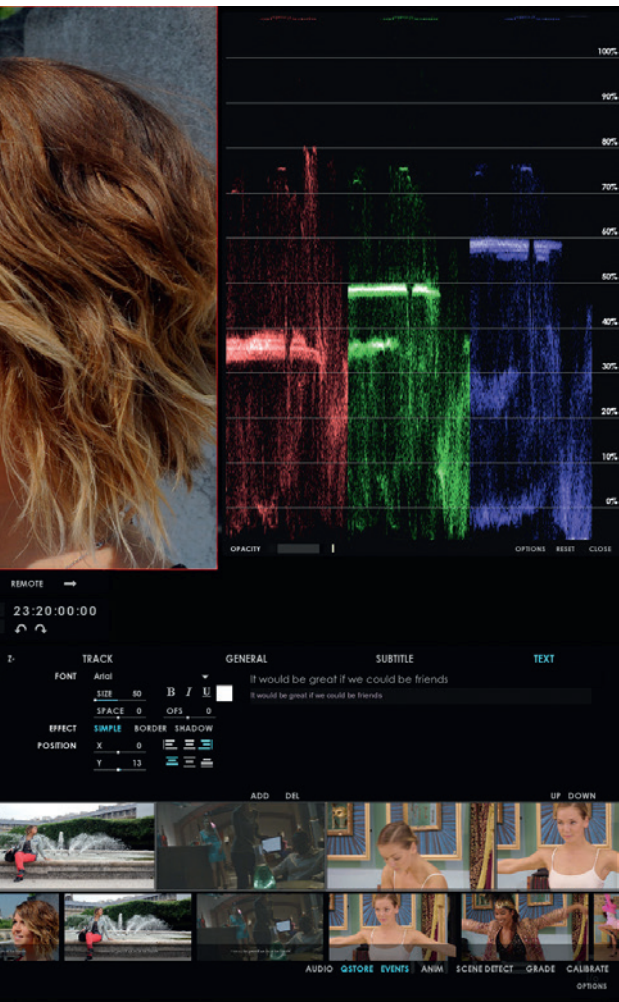 100%
90%
80%
70%
60%
50%
40%
30%
20%
10%
0%
OPACITY OPTIONS RESET CLOSE
REMOTE
23:20:00:00
TRACK GENERAL SUBTITLE TEXT
FONT Arial
It would be great if we could be friends
SIZE 50 B I U
It would be great if we could be friends
SPACE 0 OFS 0
EFFECT SIMPLE BORDER SHADOW
POSITION X 0
Y 13
ADD DEL UP DOWN
AUDIO QSTORE EVENTS ANIM SCENE DETECT GRADE CALIBRATE
OPTIONS